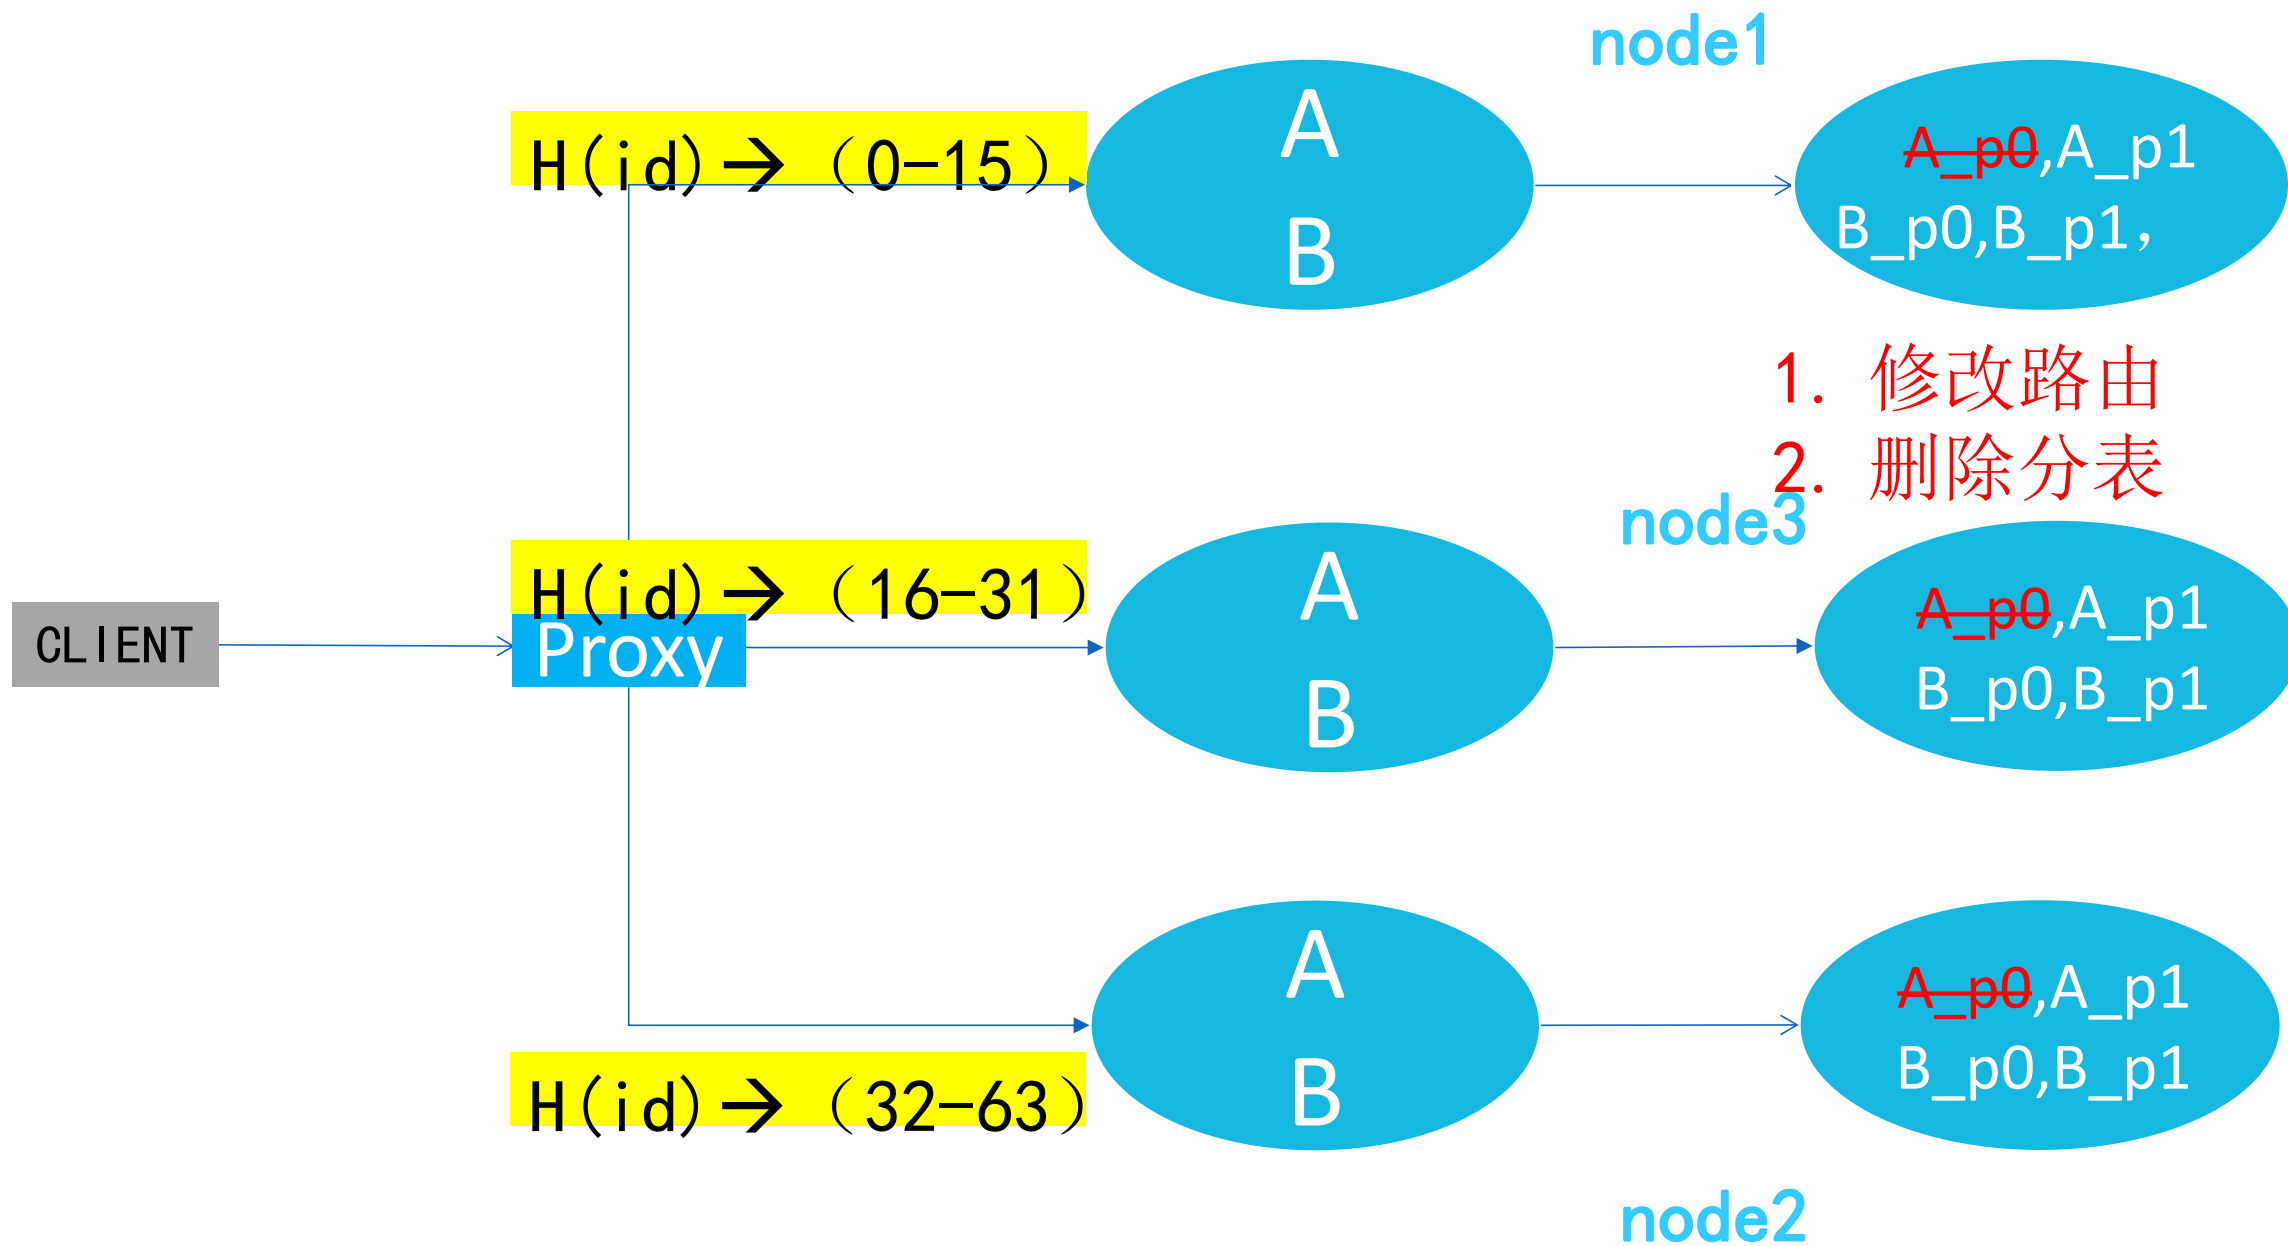 node1
H(id)→（0-15）
A
B
A_p0,A_p1
B_p0,B_p1，
1. 修改路由
2. 删除分表
node3
H(id)→（16-31）
CLIENT
Proxy
A
B
A_p0,A_p1
B_p0,B_p1
A
B
A_p0,A_p1
B_p0,B_p1
H(id)→（32-63）
node2